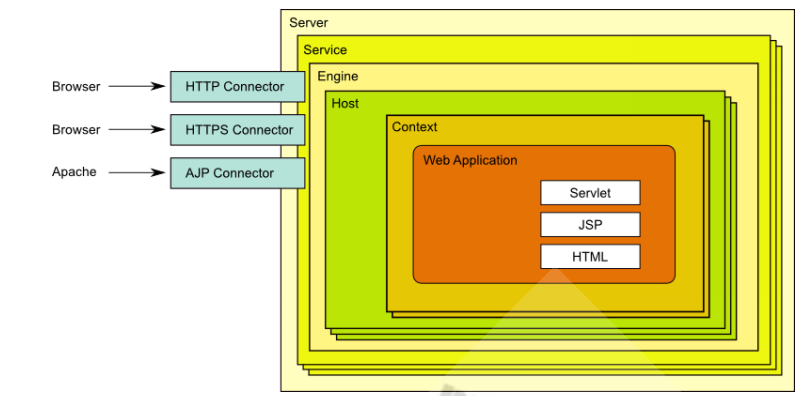 Server
Service
Engine
Host
Context
Web Application
Servlet
JSP
HTML
Browser
HTTP Connector
Browser
HTTPS Connector
Apache
AJP Connector